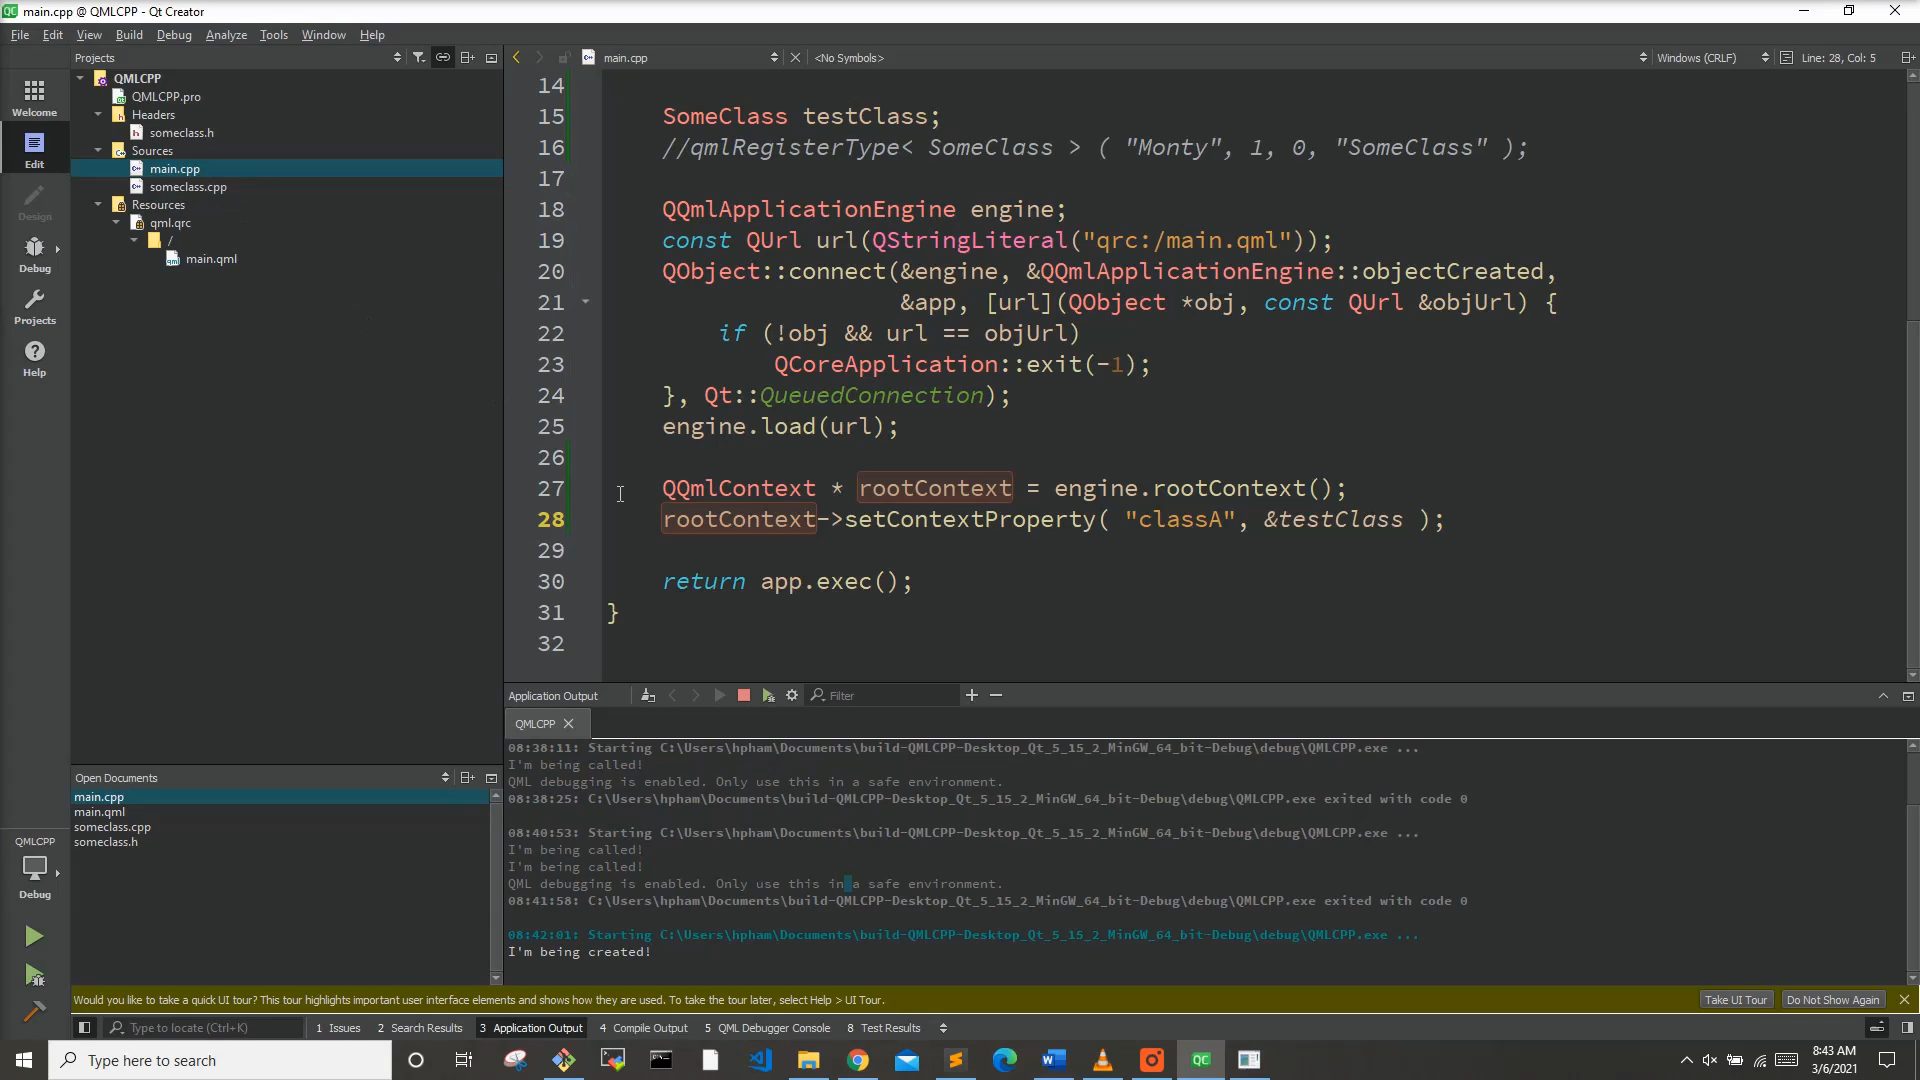 main.cpp @ QMLCPP - Qt Creator
File Edit View Build Debug Analyze Tools Window Help
Projects
main.cpp
<No Symbols>
Windows (CRLF)
Line: 28, Col: 5
Welcome
Edit
Design
Debug
Projects
Help
QMLCPP
QMLCPP.pro
Headers
someclass.h
Sources
main.cpp
someclass.cpp
Resources
qml.qrc
/
main.qml
14
15 SomeClass testClass;
16 //qmlRegisterType< SomeClass > ( "Monty", 1, 0, "SomeClass" );
17
18 QQmlApplicationEngine engine;
19 const QUrl url(QStringLiteral("qrc:/main.qml"));
20 QObject::connect(&engine, &QQmlApplicationEngine::objectCreated,
21 &app, [url](QObject *obj, const QUrl &objUrl) {
22 if (!obj && url == objUrl)
23 QCoreApplication::exit(-1);
24 }, Qt::QueuedConnection);
25 engine.load(url);
26
27 QQmlContext * rootContext = engine.rootContext();
28 rootContext->setContextProperty( "classA", &testClass );
29
30 return app.exec();
31 }
32
Application Output
Filter
QMLCPP
08:38:11: Starting C:\Users\hpham\Documents\build-QMLCPP-Desktop_Qt_5_15_2_MinGW_64_bit-Debug\debug\QMLCPP.exe ...
I'm being called!
QML debugging is enabled. Only use this in a safe environment.
08:38:25: C:\Users\hpham\Documents\build-QMLCPP-Desktop_Qt_5_15_2_MinGW_64_bit-Debug\debug\QMLCPP.exe exited with code 0
08:40:53: Starting C:\Users\hpham\Documents\build-QMLCPP-Desktop_Qt_5_15_2_MinGW_64_bit-Debug\debug\QMLCPP.exe ...
I'm being called!
I'm being called!
QML debugging is enabled. Only use this in a safe environment.
08:41:58: C:\Users\hpham\Documents\build-QMLCPP-Desktop_Qt_5_15_2_MinGW_64_bit-Debug\debug\QMLCPP.exe exited with code 0
08:42:01: Starting C:\Users\hpham\Documents\build-QMLCPP-Desktop_Qt_5_15_2_MinGW_64_bit-Debug\debug\QMLCPP.exe ...
I'm being created!
Open Documents
main.cpp
main.qml
someclass.cpp
someclass.h
QMLCPP
Debug
Would you like to take a quick UI tour? This tour highlights important user interface elements and shows how they are used. To take the tour later, select Help > UI Tour.
Take UI Tour
Do Not Show Again
Type to locate (Ctrl+K)
1 Issues
2 Search Results
3 Application Output
4 Compile Output
5 QML Debugger Console
8 Test Results
Type here to search
QC
8:43 AM
3/6/2021